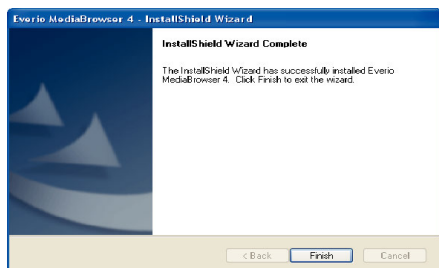 Everio MediaBrowser 4 - InstallShield Wizard
InstallShield Wizard Complete
The InstallShield Wizard has successfully installed Everio
MediaBrowser 4. Click Finish to exit the wizard.
< Back
Finish
Cancel